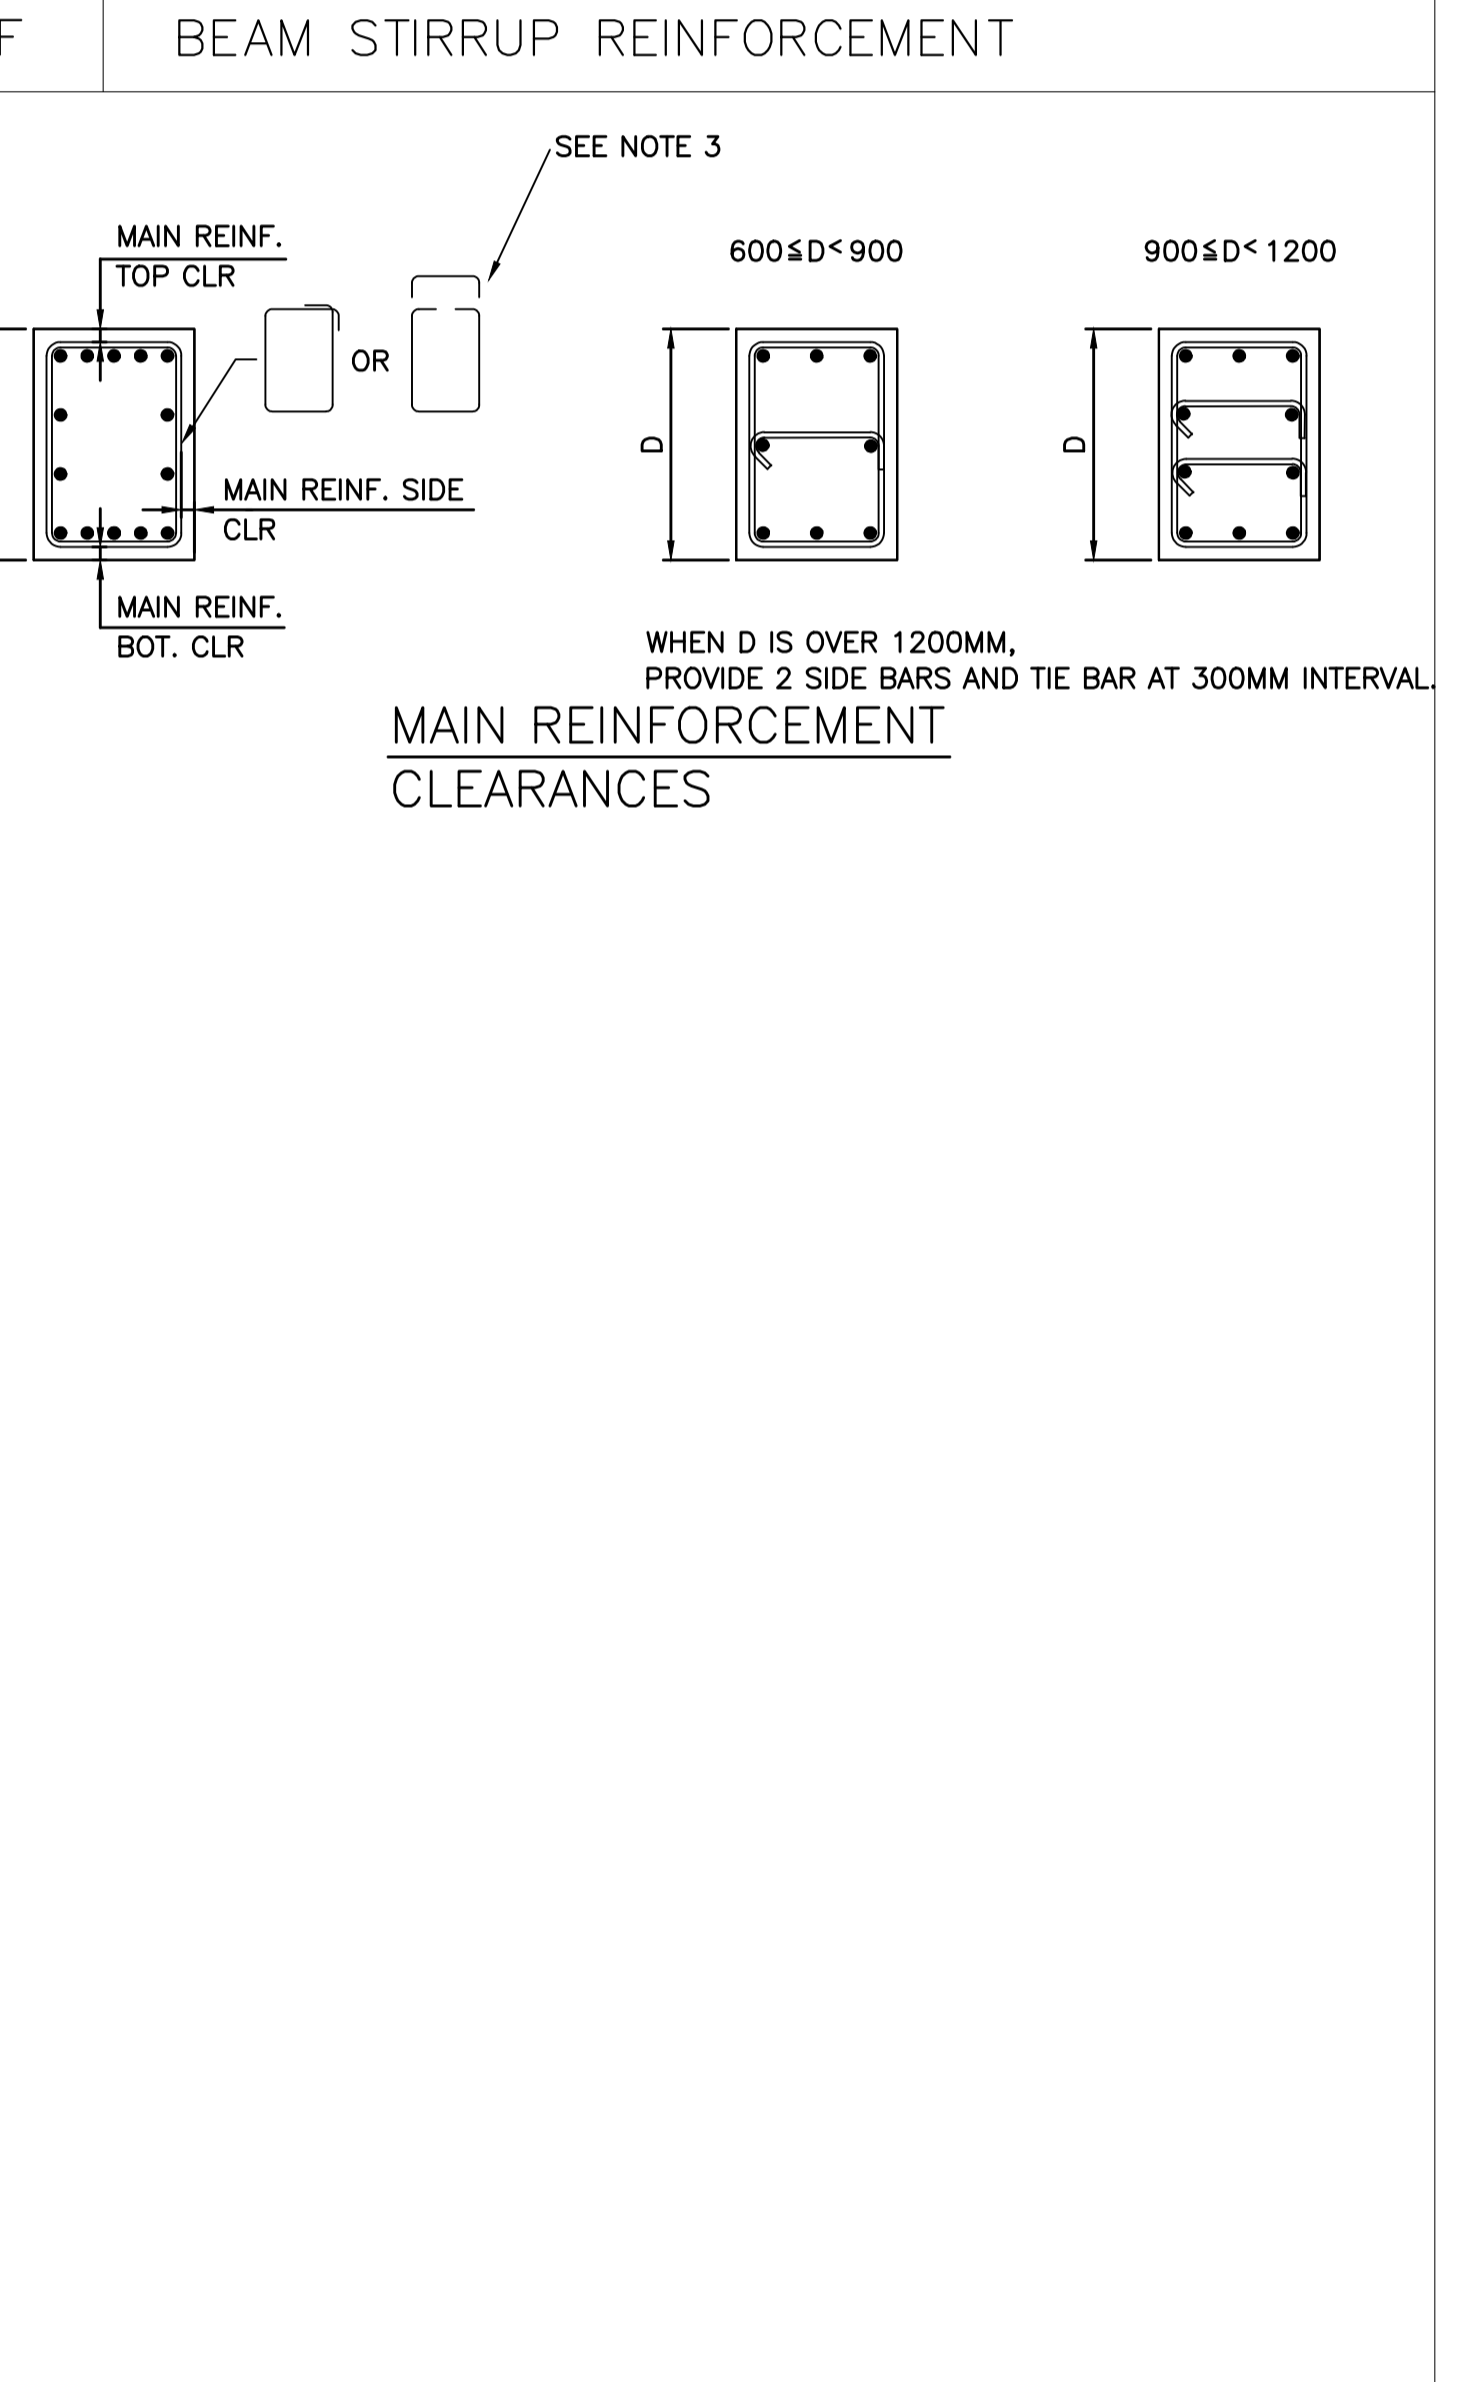 F
BEAM STIRRUP REINFORCEMENT
SEE NOTE 3
MAIN REINF.
TOP CLR
600≦D<900
900≦D<1200
OR
D
D
MAIN REINF. SIDE
CLR
MAIN REINF.
BOT. CLR
WHEN D IS OVER 1200MM,
PROVIDE 2 SIDE BARS AND TIE BAR AT 300MM INTERVAL.
MAIN REINFORCEMENT
CLEARANCES